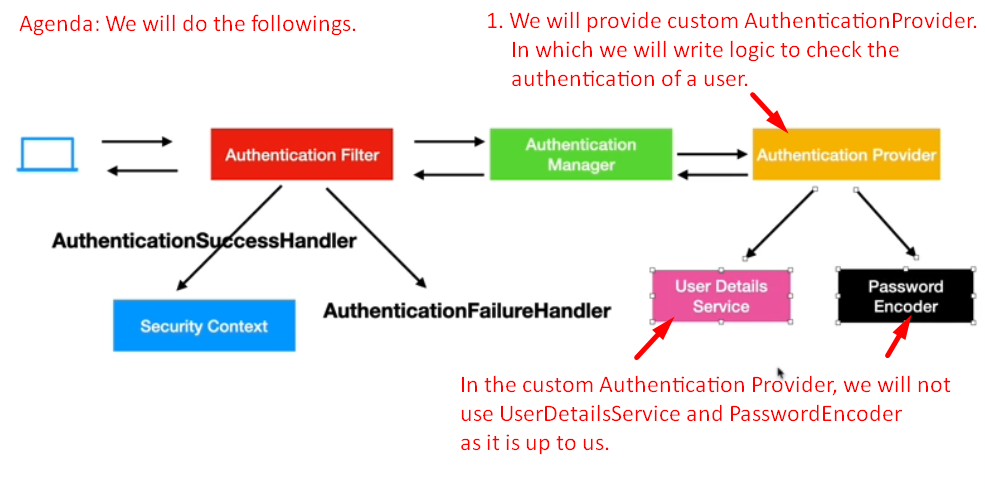 Agenda: We will do the followings.
1. We will provide custom AuthenticationProvider.
In which we will write logic to check the
authentication of a user.
Authentication Filter
Authentication
Manager
Authentication Provider
AuthenticationSuccessHandler
User Details
Service
Password
Encoder
Security Context
AuthenticationFailureHandler
In the custom Authentication Provider, we will not
use UserDetailsService and PasswordEncoder
as it is up to us.